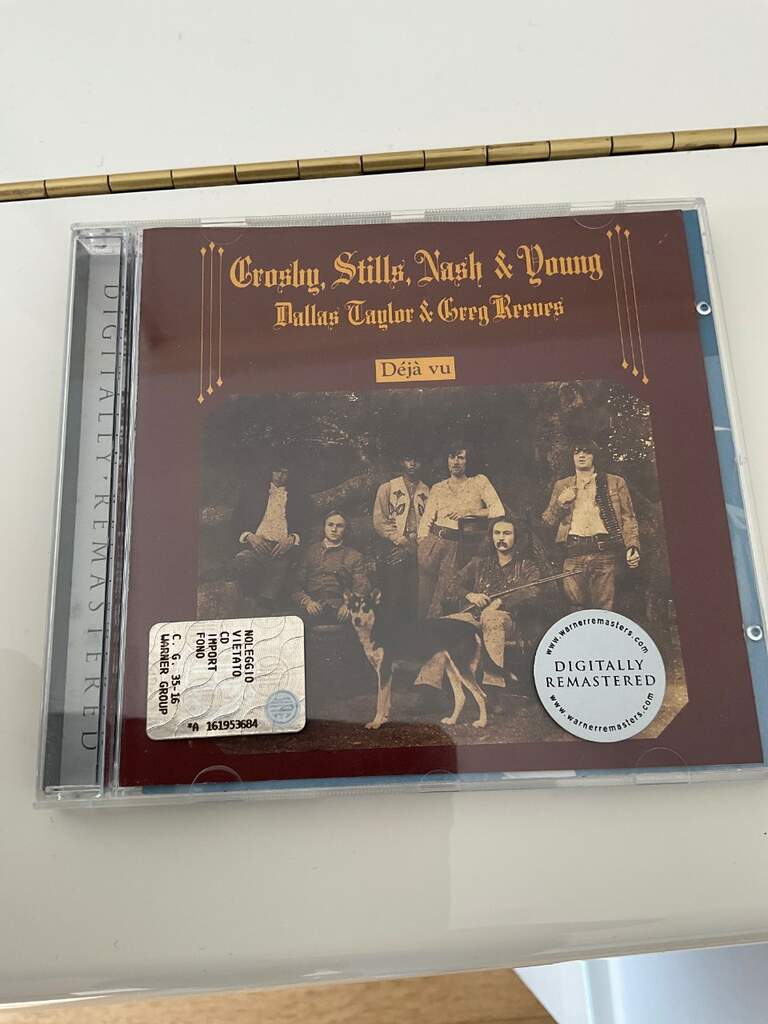 Crosby, Stills, Nash & Young
Dallas Taylor & Greg Reeves
Déjà vu
DIGITALLY·REMASTERED
NOLEGGIO
VIETATO
CD
IMPORT
FONO
C. G. 35-16
WARNER GROUP
*A 161953684
SIAE
www.warnerremasters.com
DIGITALLY
REMASTERED
www.warnerremasters.com